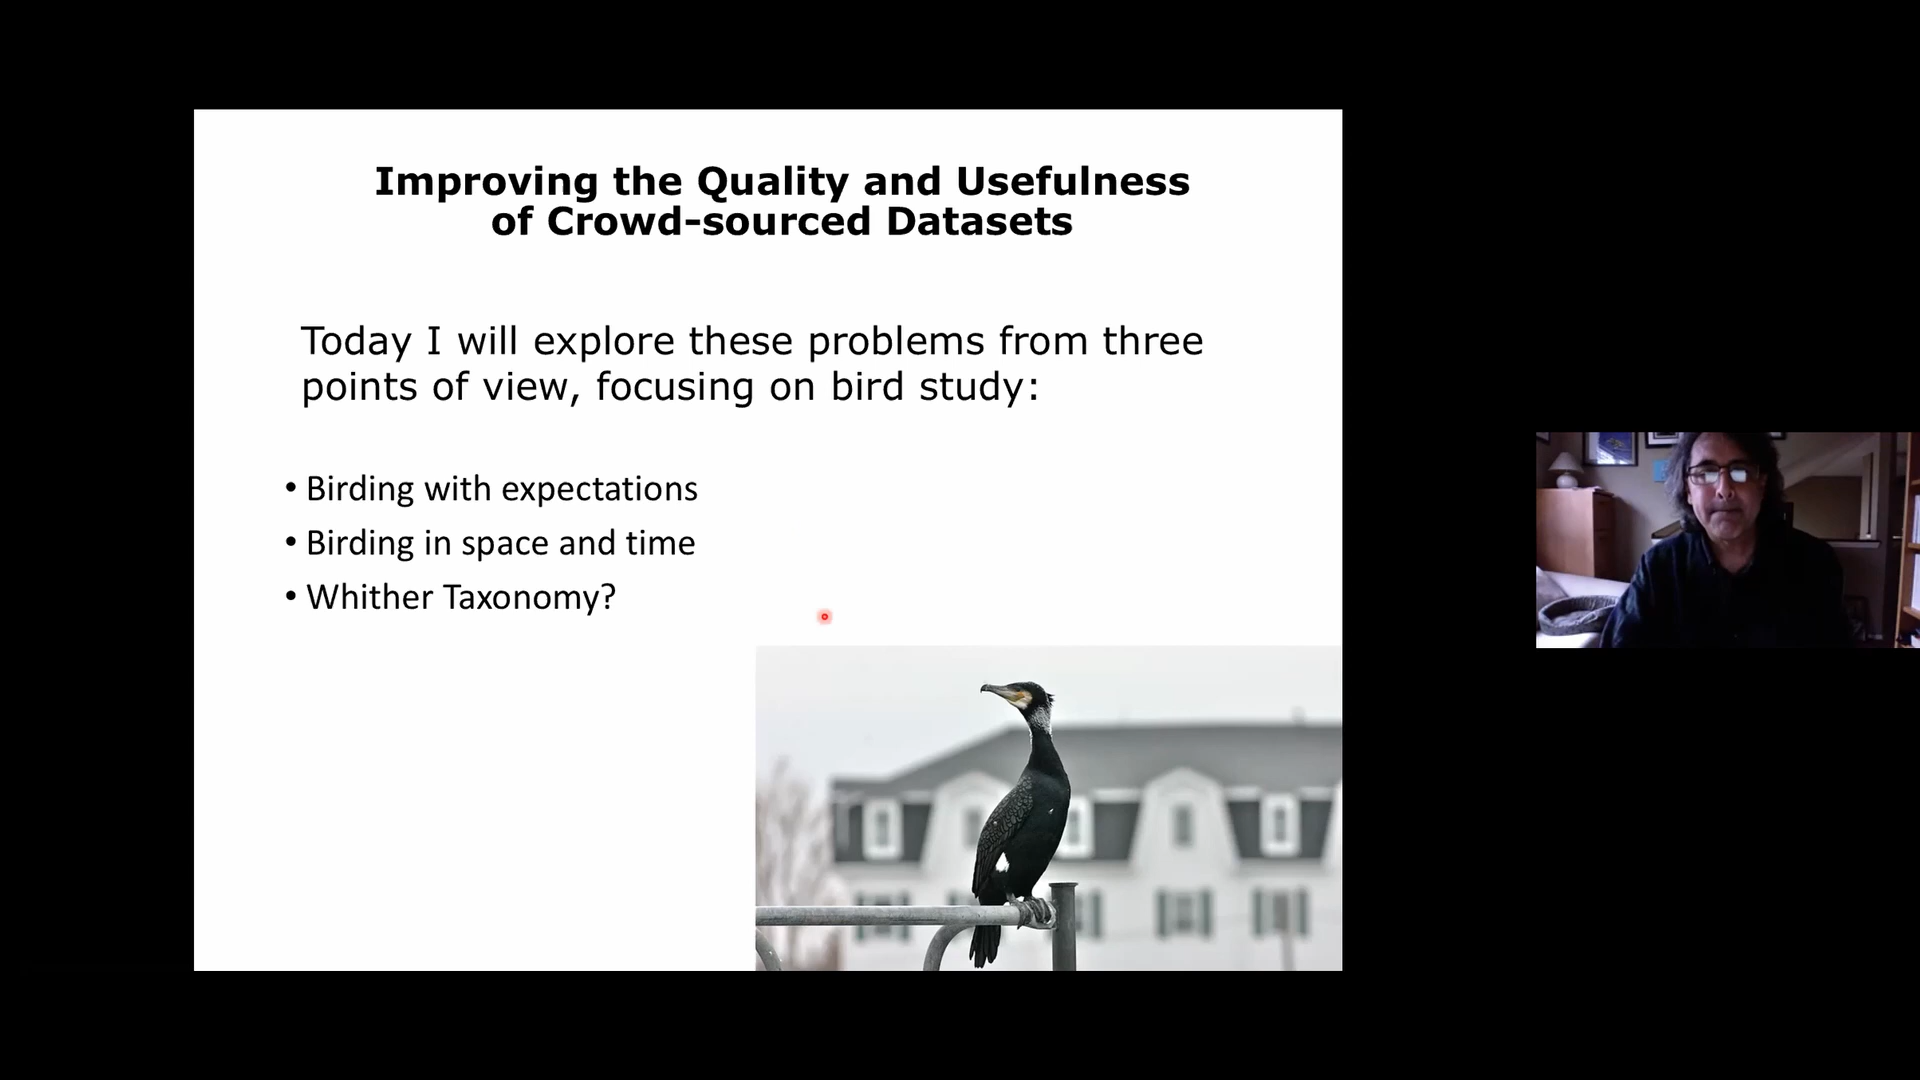 Improving the Quality and Usefulness
of Crowd-sourced Datasets
Today I will explore these problems from three
points of view, focusing on bird study:
• Birding with expectations
• Birding in space and time
• Whither Taxonomy?